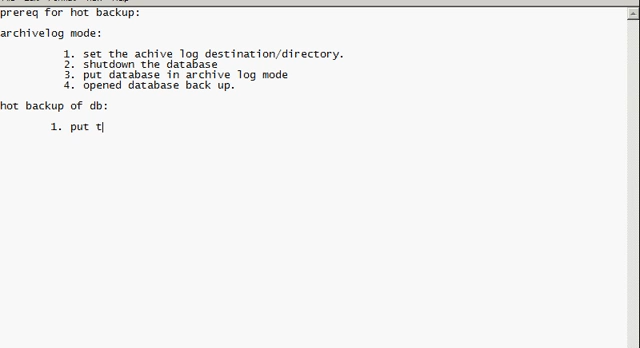 prereq for hot backup:
archivelog mode:
1. set the achive log destination/directory.
2. shutdown the database
3. put database in archive log mode
4. opened database back up.
hot backup of db:
1. put t